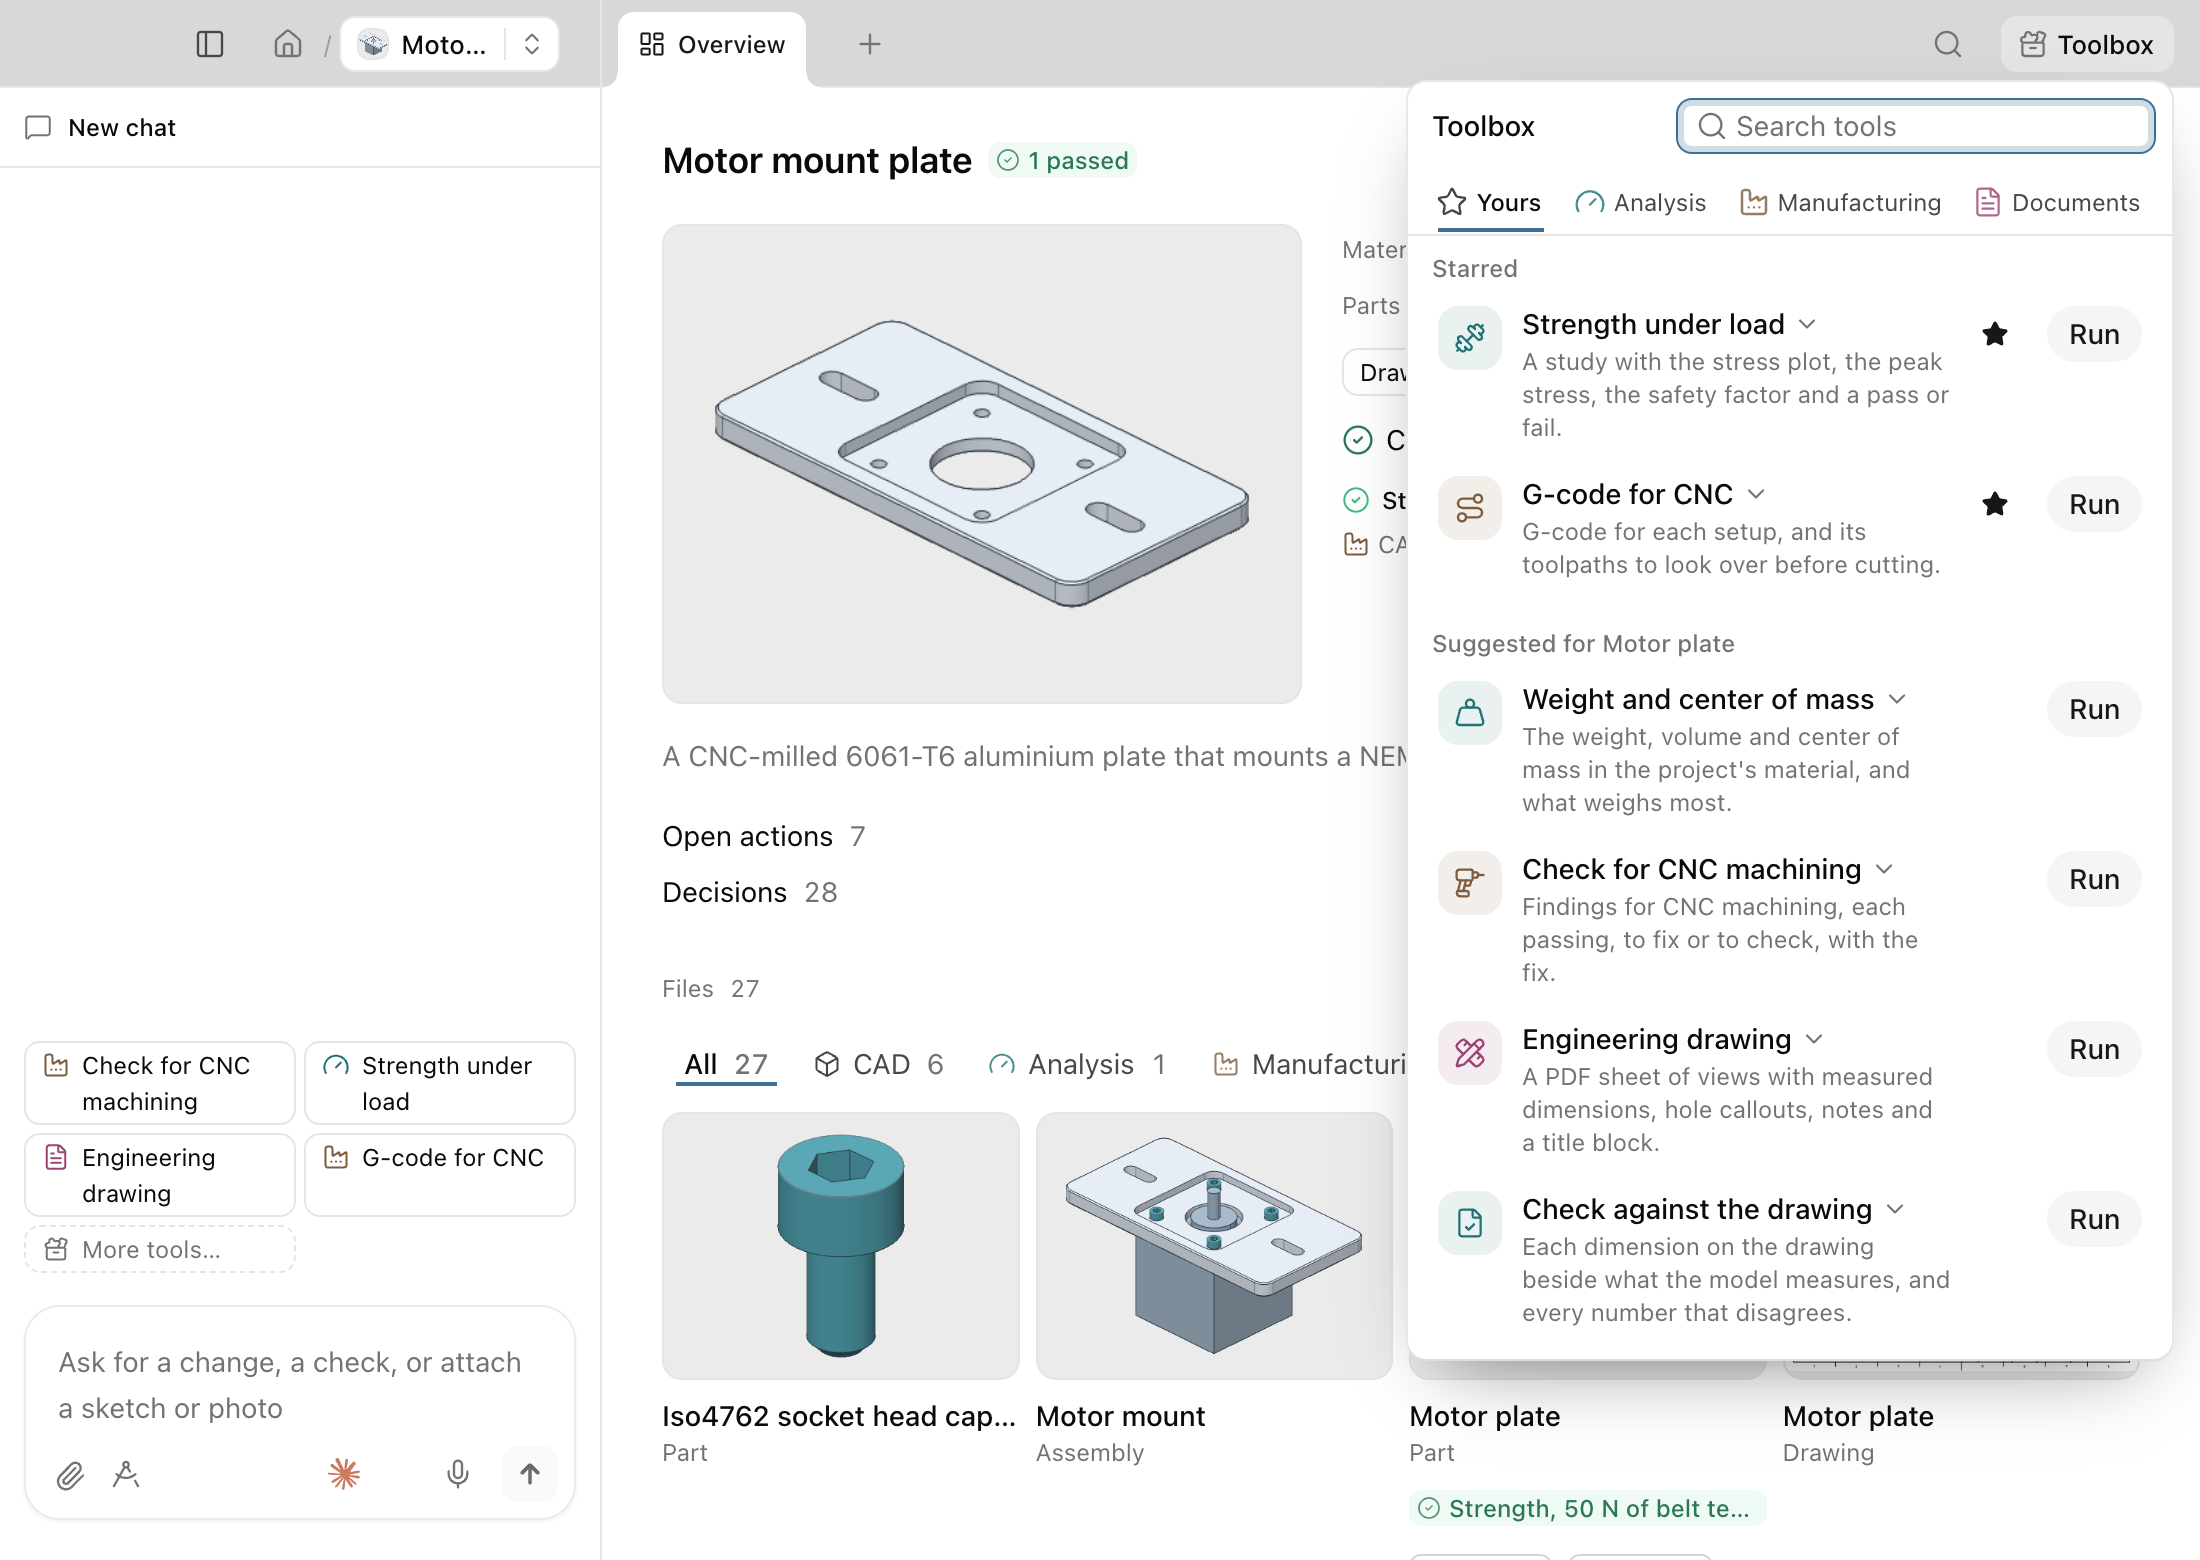 Moto...
Overview
Toolbox
New chat
Motor mount plate
1 passed
Parts
A CNC-milled 6061-T6 aluminium plate that mounts a
Open actions 7
Decisions 28
Files 27
All 27
CAD 6
Analysis 1
Iso4762 socket head cap...
Part
Motor mount
Assembly
Motor plate
Part
Strength, 50 N of belt te...
Motor plate
Drawing
Check for CNC
machining
Strength under
load
Engineering
drawing
G-code for CNC
More tools...
Ask for a change, a check, or attach
a sketch or photo
Toolbox
Search tools
Yours
Analysis
Manufacturing
Documents
Starred
Strength under load
A study with the stress plot, the peak
stress, the safety factor and a pass or
fail.
Run
G-code for CNC
G-code for each setup, and its
toolpaths to look over before cutting.
Run
Suggested for Motor plate
Weight and center of mass
The weight, volume and center of
mass in the project's material, and
what weighs most.
Run
Check for CNC machining
Findings for CNC machining, each
passing, to fix or to check, with the
fix.
Run
Engineering drawing
A PDF sheet of views with measured
dimensions, hole callouts, notes and
a title block.
Run
Check against the drawing
Each dimension on the drawing
beside what the model measures, and
every number that disagrees.
Run